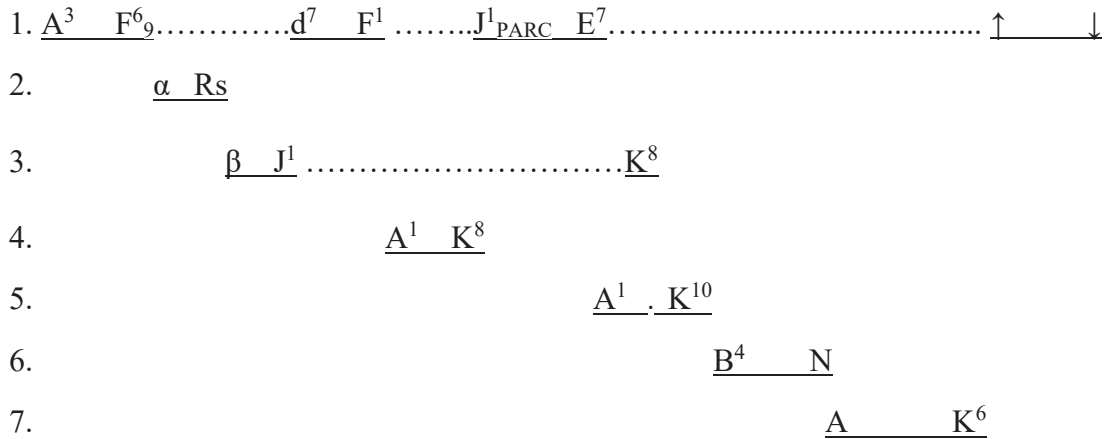 1. A³ F⁶₉………….d⁷ F¹ ……..J¹PARC E⁷………................................... ↑ ↓
2. α Rs
3. β J¹ …………………………K⁸
4. A¹ K⁸
5. A¹ . K¹⁰
6. B⁴ N
7. A K⁶